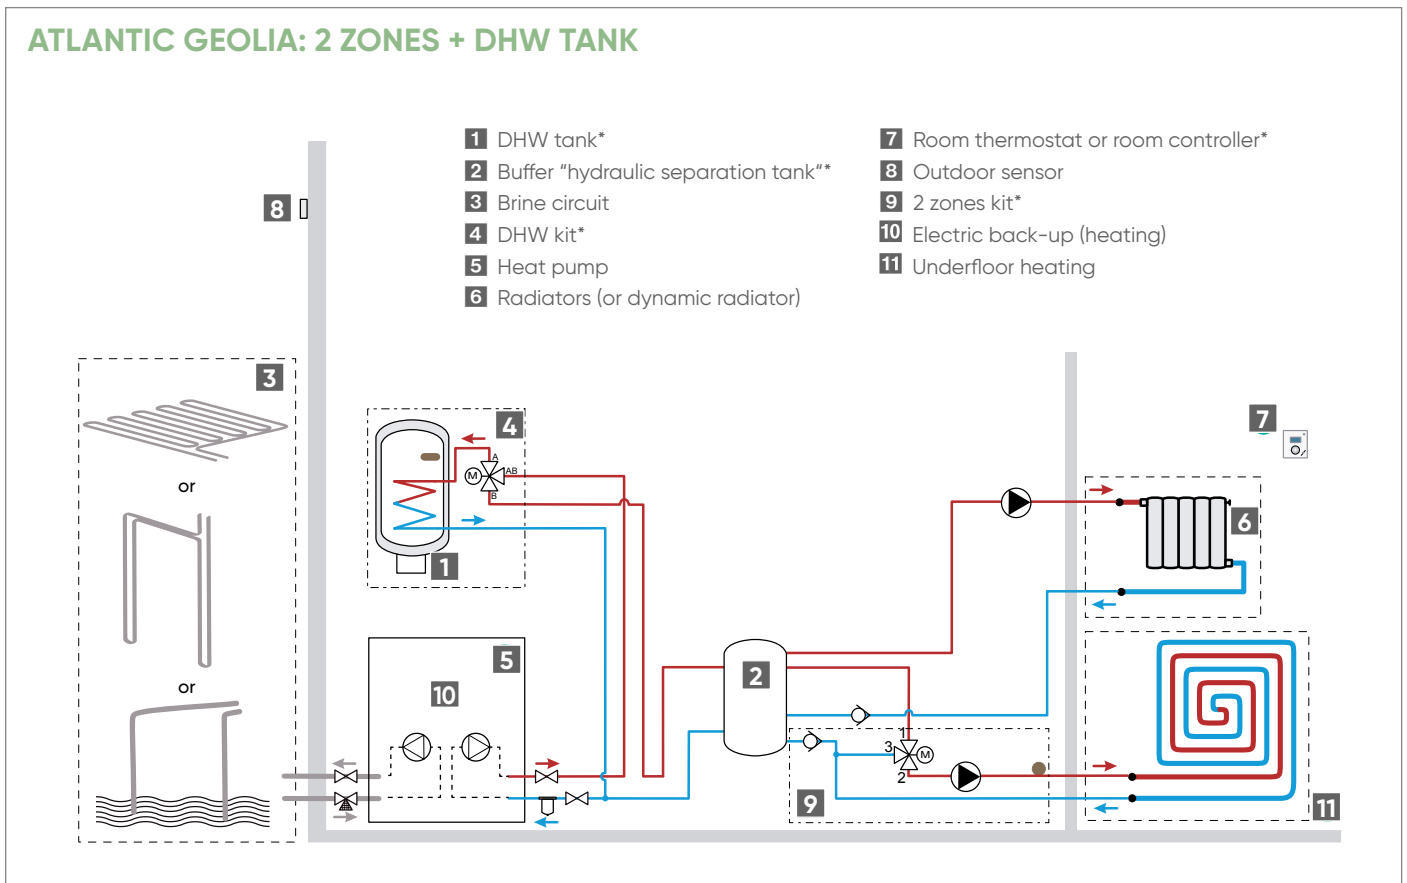 ATLANTIC GEOLIA: 2 ZONES + DHW TANK
1 DHW tank*
2 Buffer “hydraulic separation tank“*
3 Brine circuit
4 DHW kit*
5 Heat pump
6 Radiators (or dynamic radiator)
7 Room thermostat or room controller*
8 Outdoor sensor
9 2 zones kit*
10 Electric back-up (heating)
11 Underfloor heating
8
3
or
or
4
A
M
AB
B
1
5
10
2
7
6
1
3
M
2
9
11